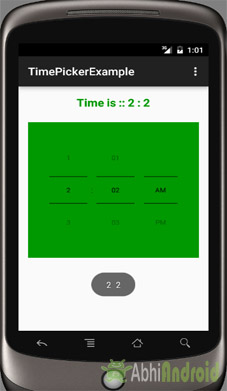 1:01
TimePickerExample
Time is :: 2 : 2
1 01
2 : 02 AM
3 03 PM
2 2
AbhiAndroid